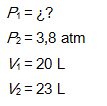 P₁ = ¿?
P₂ = 3,8 atm
V₁ = 20 L
V₂ = 23 L